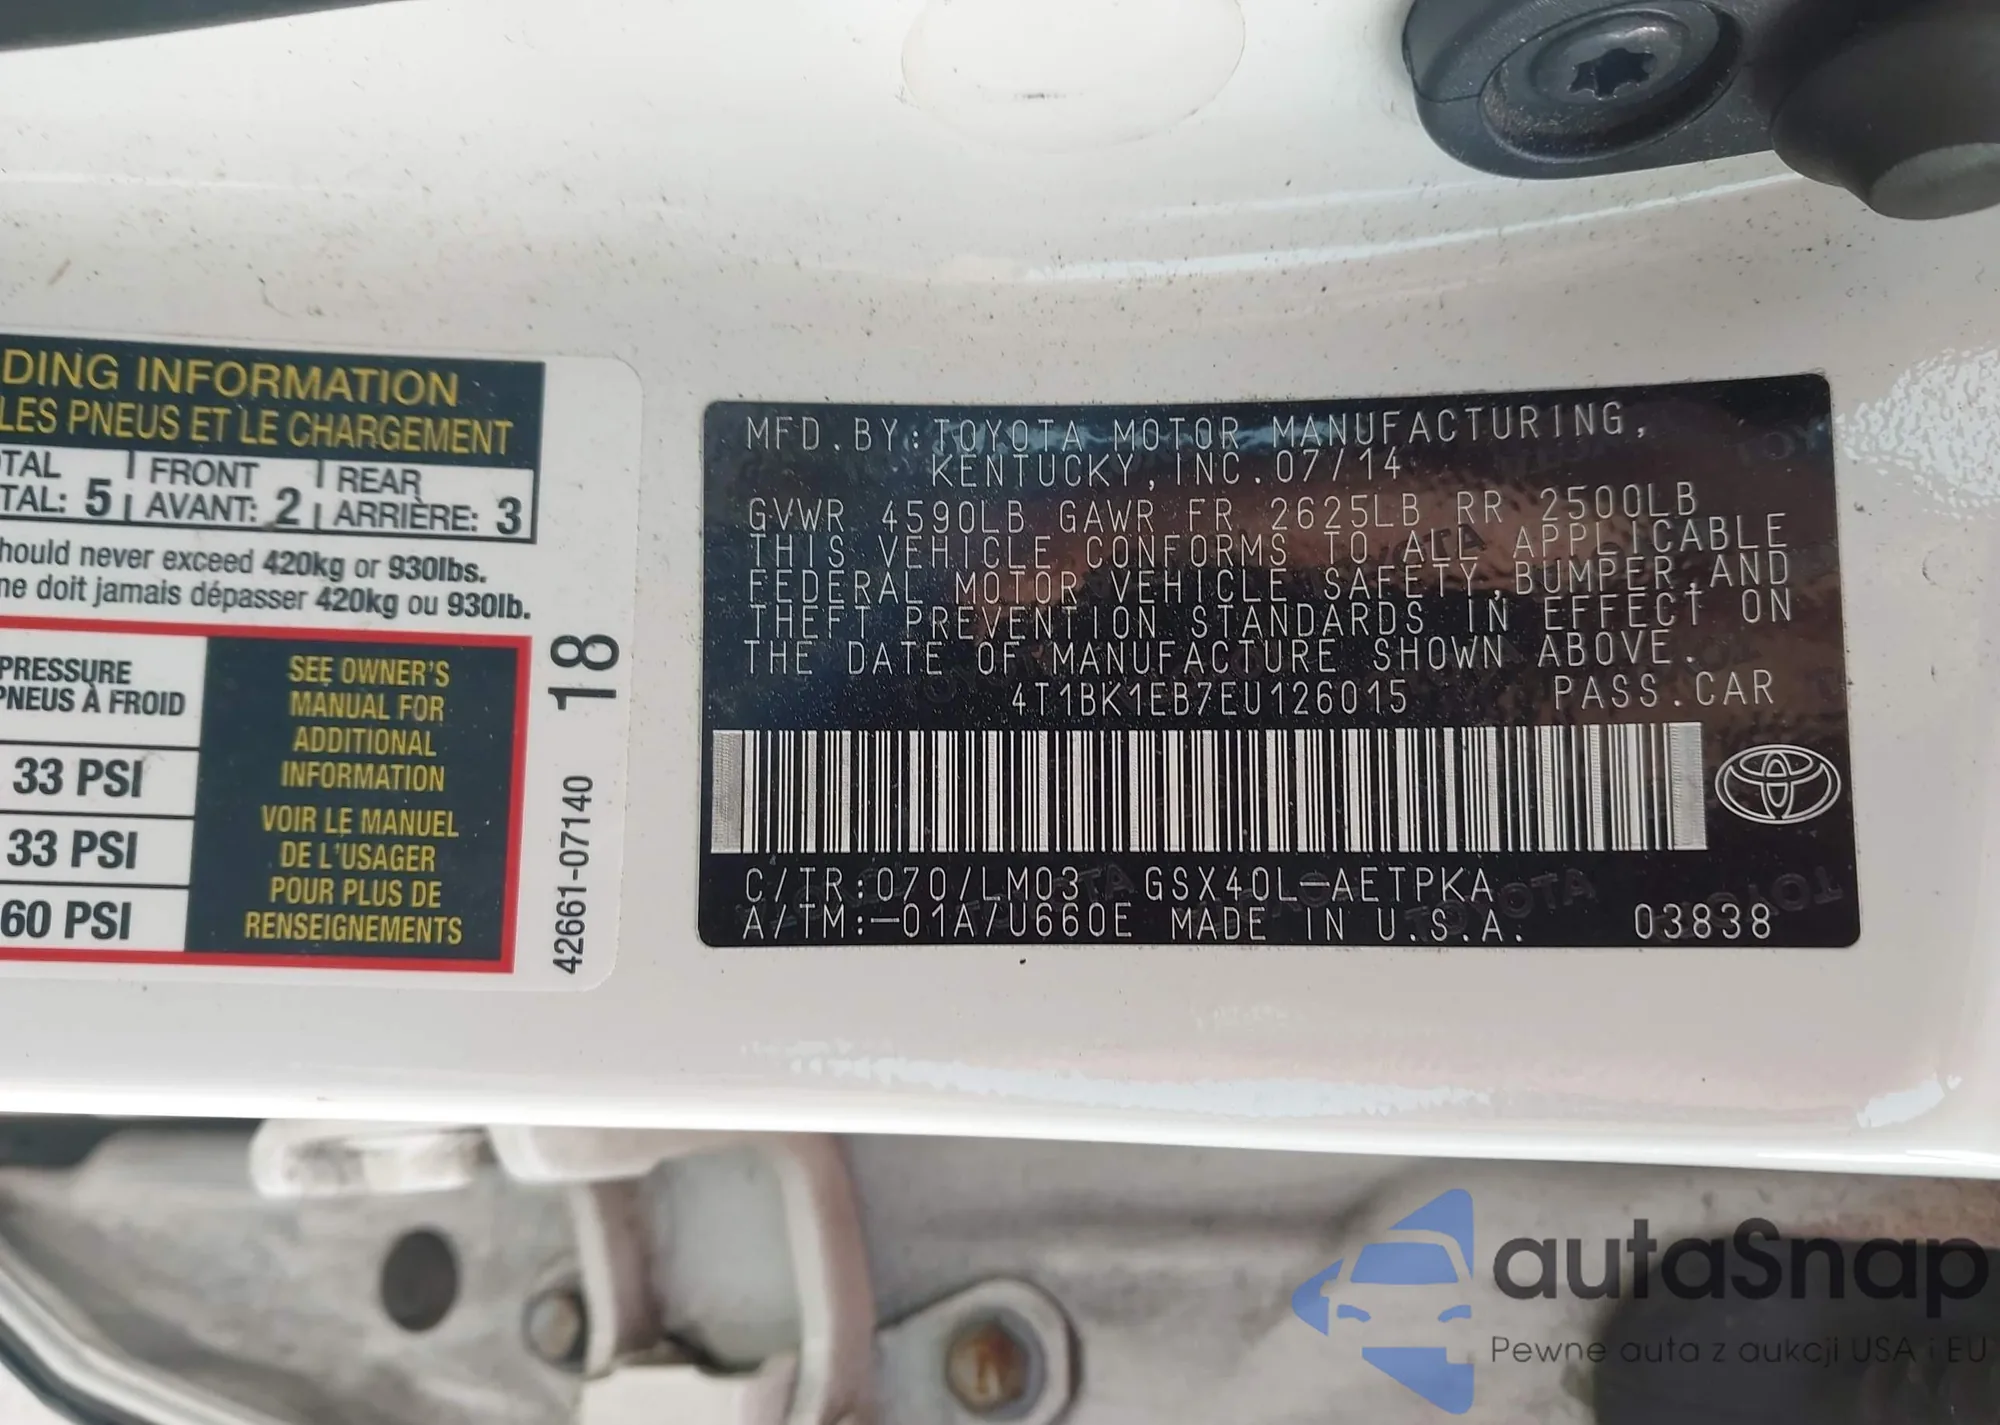 DING INFORMATION
LES PNEUS ET LE CHARGEMENT
TAL FRONT REAR
TAL: 5 AVANT: 2 ARRIÈRE: 3
hould never exceed 420kg or 930lbs.
ne doit jamais dépasser 420kg ou 930lb.
PRESSURE
PNEUS À FROID
33 PSI
33 PSI
60 PSI
SEE OWNER'S
MANUAL FOR
ADDITIONAL
INFORMATION
VOIR LE MANUEL
DE L'USAGER
POUR PLUS DE
RENSEIGNEMENTS
42661-07140 18
MFD.BY:TOYOTA MOTOR MANUFACTURING,
KENTUCKY,INC.07/14
GVWR 4590LB GAWR FR 2625LB RR 2500LB
THIS VEHICLE CONFORMS TO ALL APPLICABLE
FEDERAL MOTOR VEHICLE SAFETY,BUMPER,AND
THEFT PREVENTION STANDARDS IN EFFECT ON
THE DATE OF MANUFACTURE SHOWN ABOVE.
4T1BK1EB7EU126015 PASS.CAR
C/TR:070/LM03 GSX40L-AETPKA
A/TM:-01A/U660E MADE IN U.S.A. 03838
autaSnap
Pewne auta z aukcji USA i EU